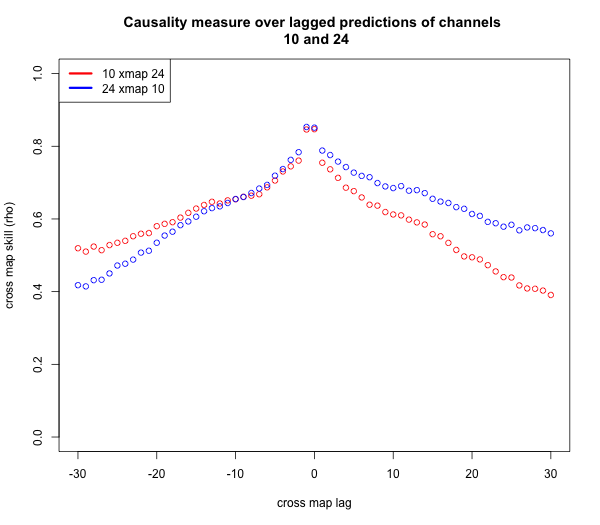 Causality measure over lagged predictions of channels
10 and 24
10 xmap 24
24 xmap 10
cross map skill (rho)
1.0
0.8
0.6
0.4
0.2
0.0
-30 -20 -10 0 10 20 30
cross map lag